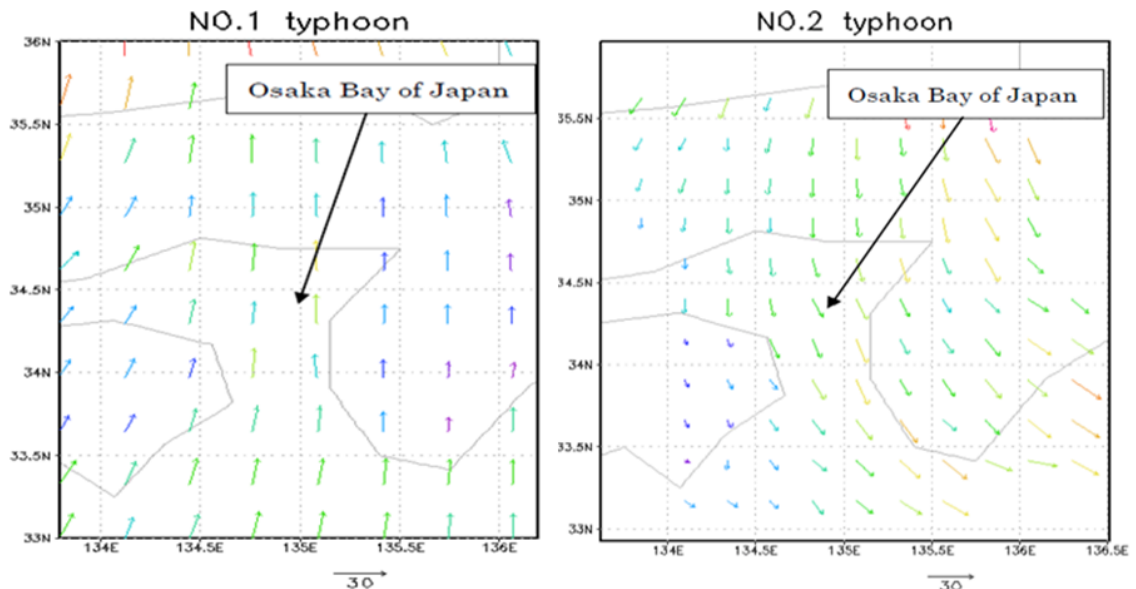 NO.1 typhoon
NO.2 typhoon
36N
35.5N
35N
34.5N
34N
33.5N
33N
Osaka Bay of Japan
134E
134.5E
135E
135.5E
136E
30
35.5N
35N
34.5N
34N
33.5N
33N
Osaka Bay of Japan
134E
134.5E
135E
135.5E
136E
136.5E
30